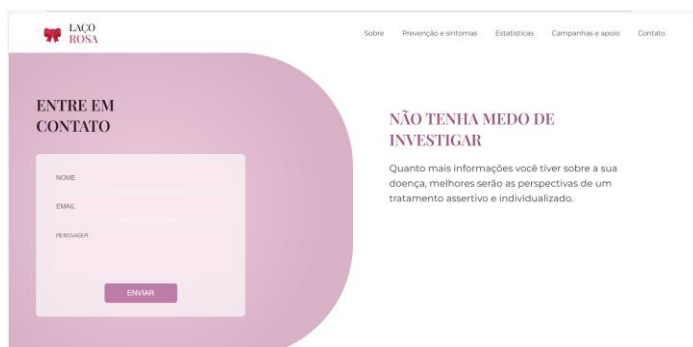 LAÇO
ROSA
Sobre Prevenção e sintomas Estatísticas Campanhas e apoio Contato
ENTRE EM
CONTATO
NOME
EMAIL
MENSAGEM
ENVIAR
NÃO TENHA MEDO DE
INVESTIGAR
Quanto mais informações você tiver sobre a sua
doença, melhores serão as perspectivas de um
tratamento assertivo e individualizado.